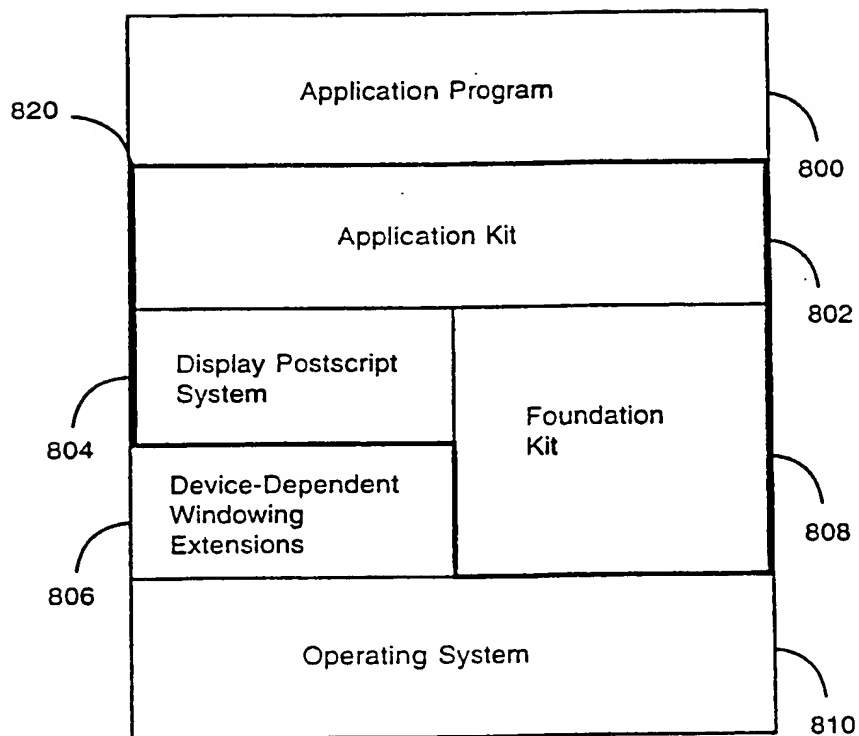 Application Program
820
800
Application Kit
802
Display Postscript
System
Foundation
Kit
804
Device-Dependent
Windowing
Extensions
808
806
Operating System
810